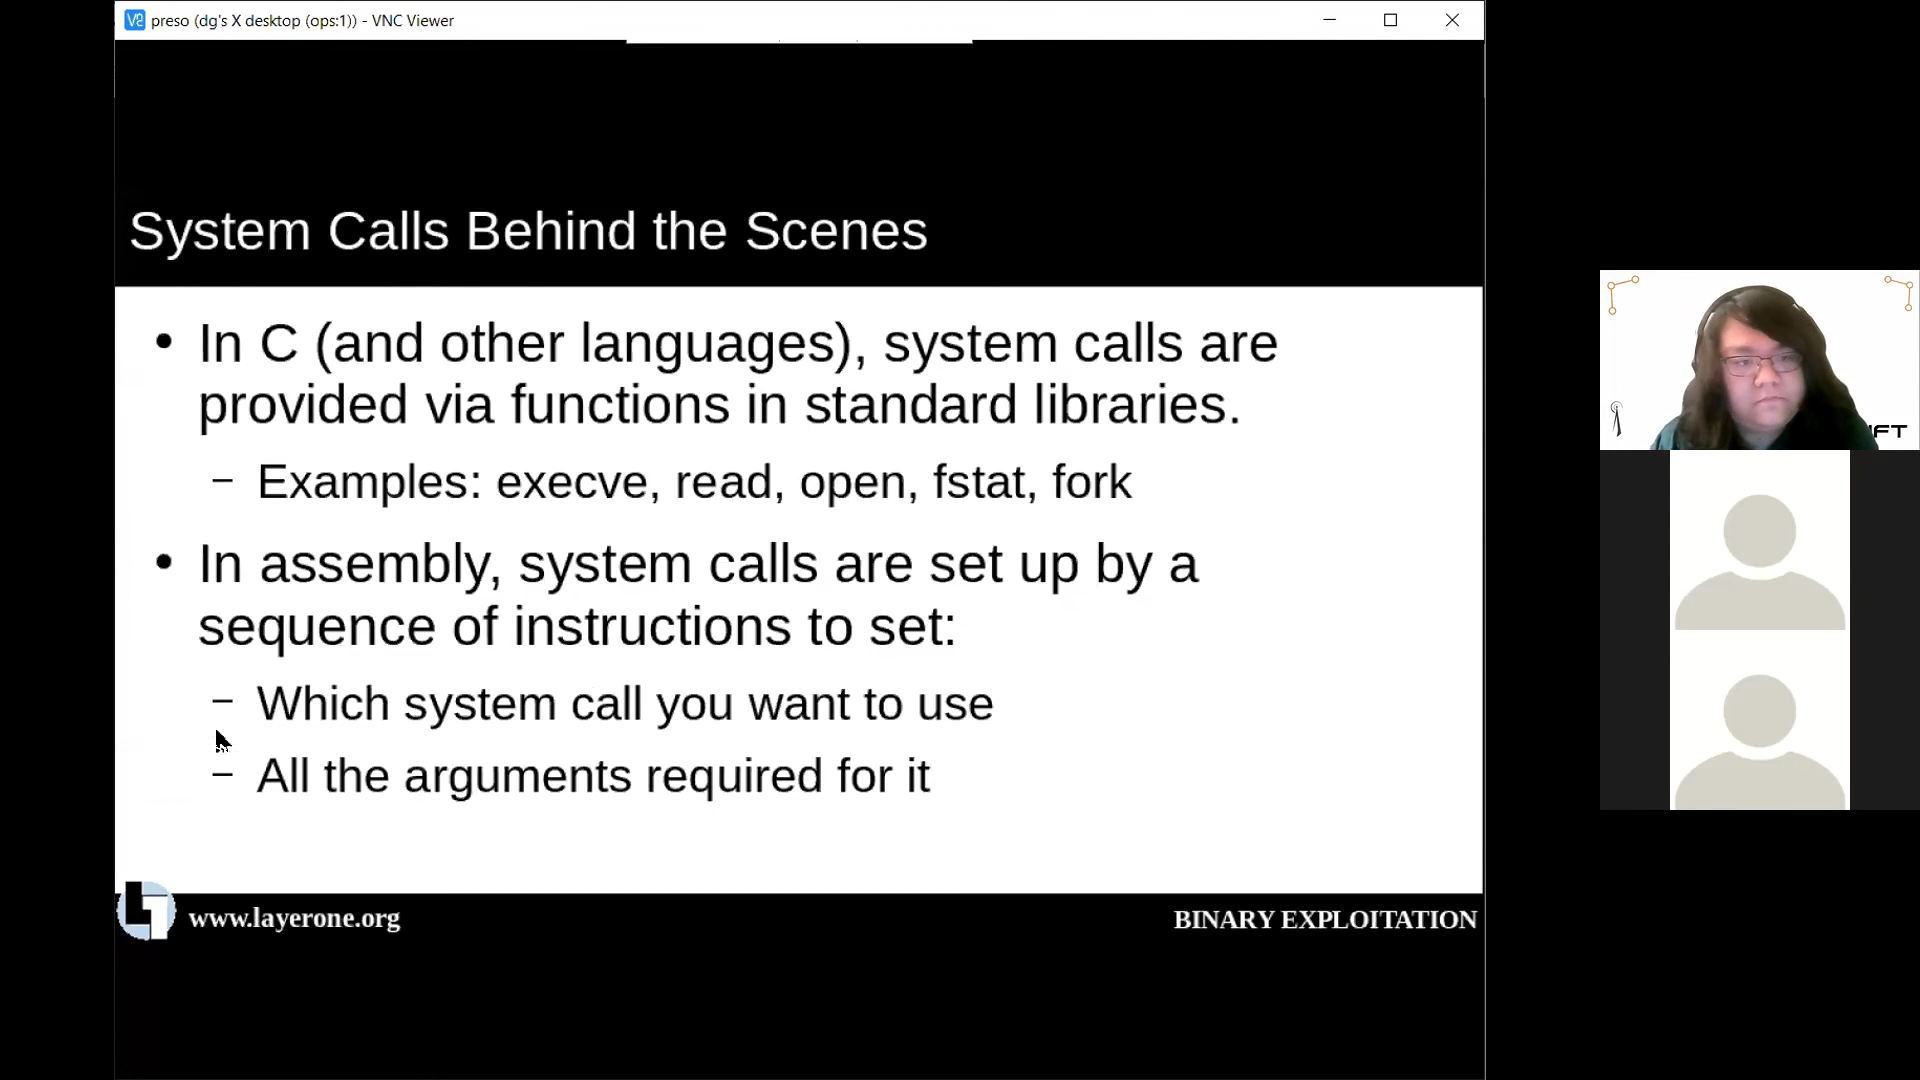 preso (dg's X desktop (ops:1)) - VNC Viewer
System Calls Behind the Scenes
• In C (and other languages), system calls are
provided via functions in standard libraries.
– Examples: execve, read, open, fstat, fork
• In assembly, system calls are set up by a
sequence of instructions to set:
– Which system call you want to use
– All the arguments required for it
www.layerone.org
BINARY EXPLOITATION